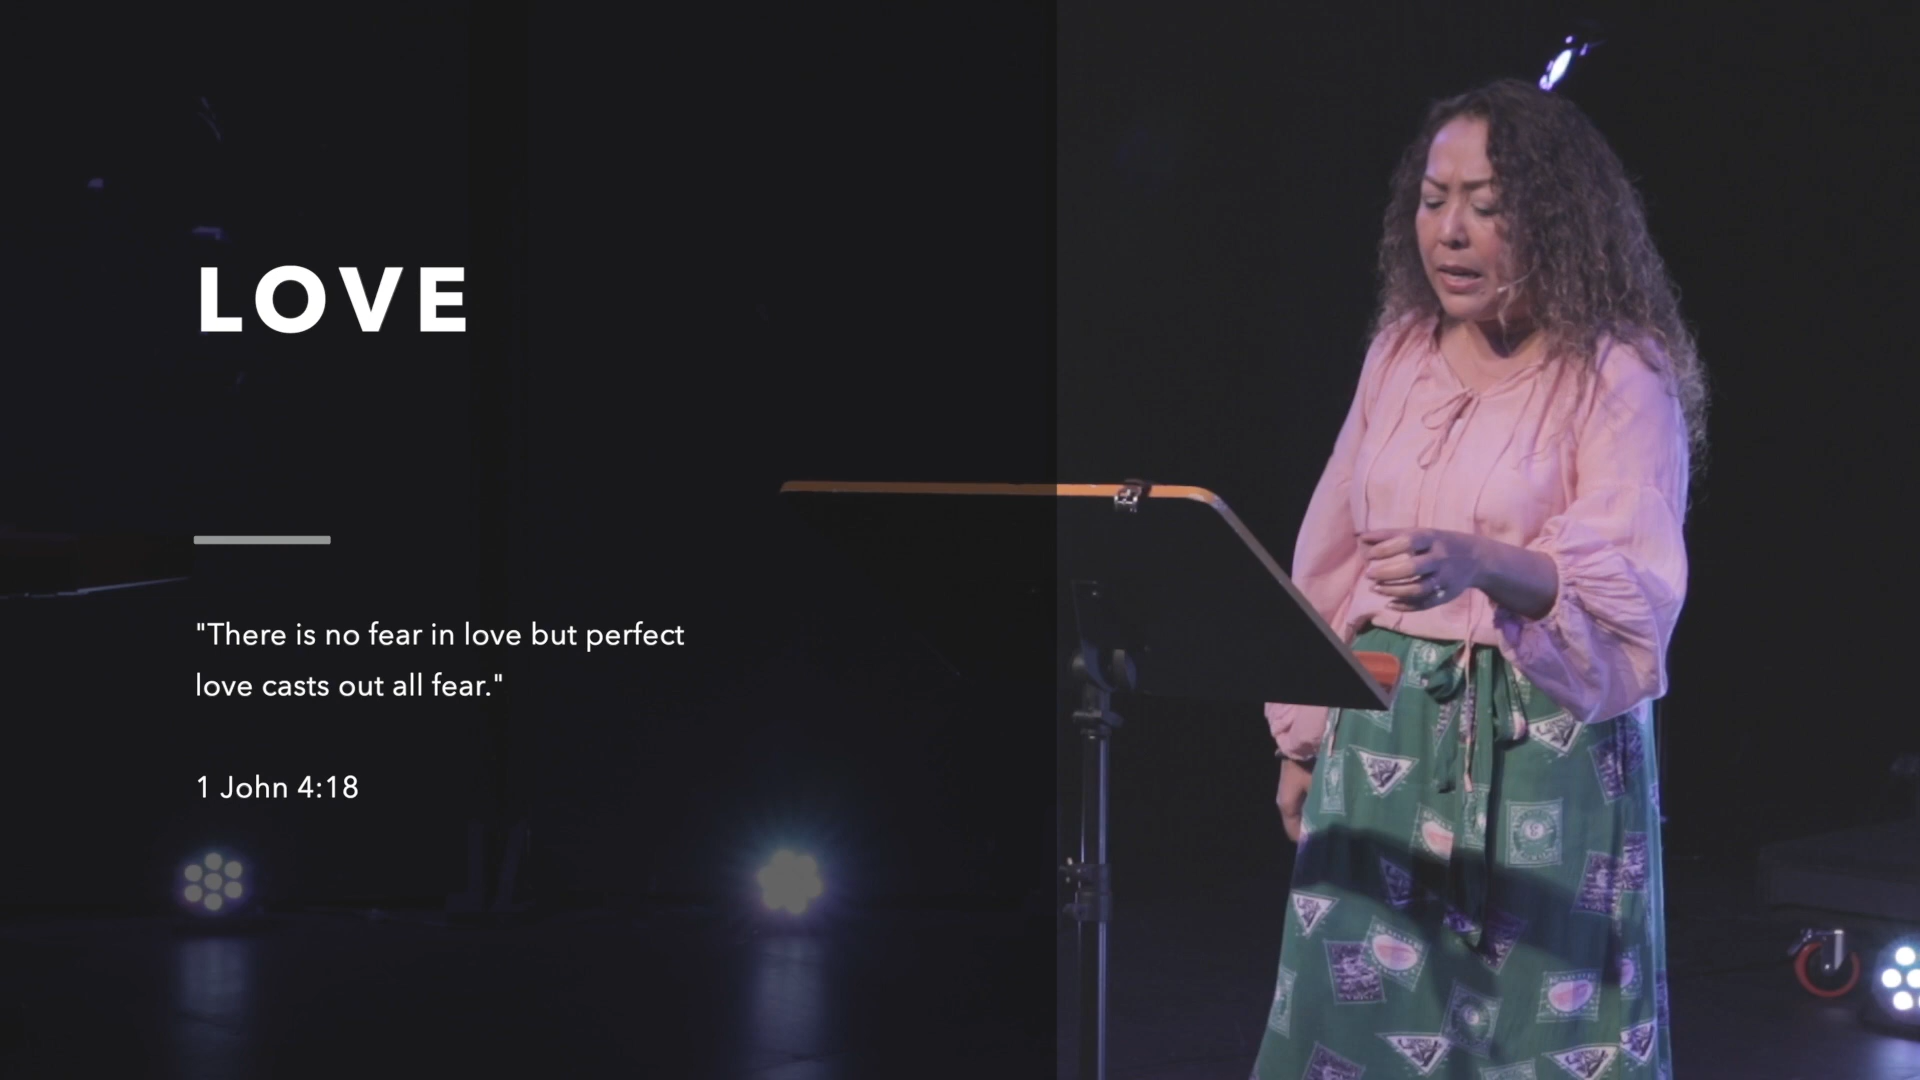 LOVE
"There is no fear in love but perfect
love casts out all fear."
1 John 4:18